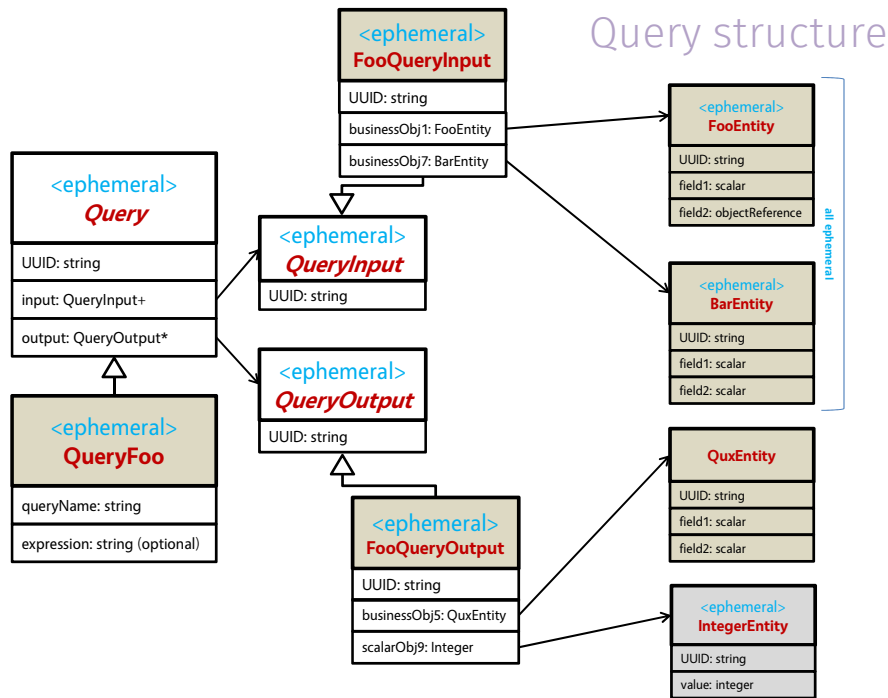 Query structure
<ephemeral>
FooQueryInput
UUID: string
businessObj1: FooEntity
businessObj7: BarEntity
<ephemeral>
FooEntity
UUID: string
field1: scalar
field2: objectReference
all ephemeral
<ephemeral>
Query
UUID: string
input: QueryInput+
output: QueryOutput*
<ephemeral>
QueryInput
UUID: string
<ephemeral>
BarEntity
UUID: string
field1: scalar
field2: scalar
<ephemeral>
QueryOutput
UUID: string
<ephemeral>
QueryFoo
queryName: string
expression: string (optional)
QuxEntity
UUID: string
field1: scalar
field2: scalar
<ephemeral>
FooQueryOutput
UUID: string
businessObj5: QuxEntity
scalarObj9: Integer
<ephemeral>
IntegerEntity
UUID: string
value: integer